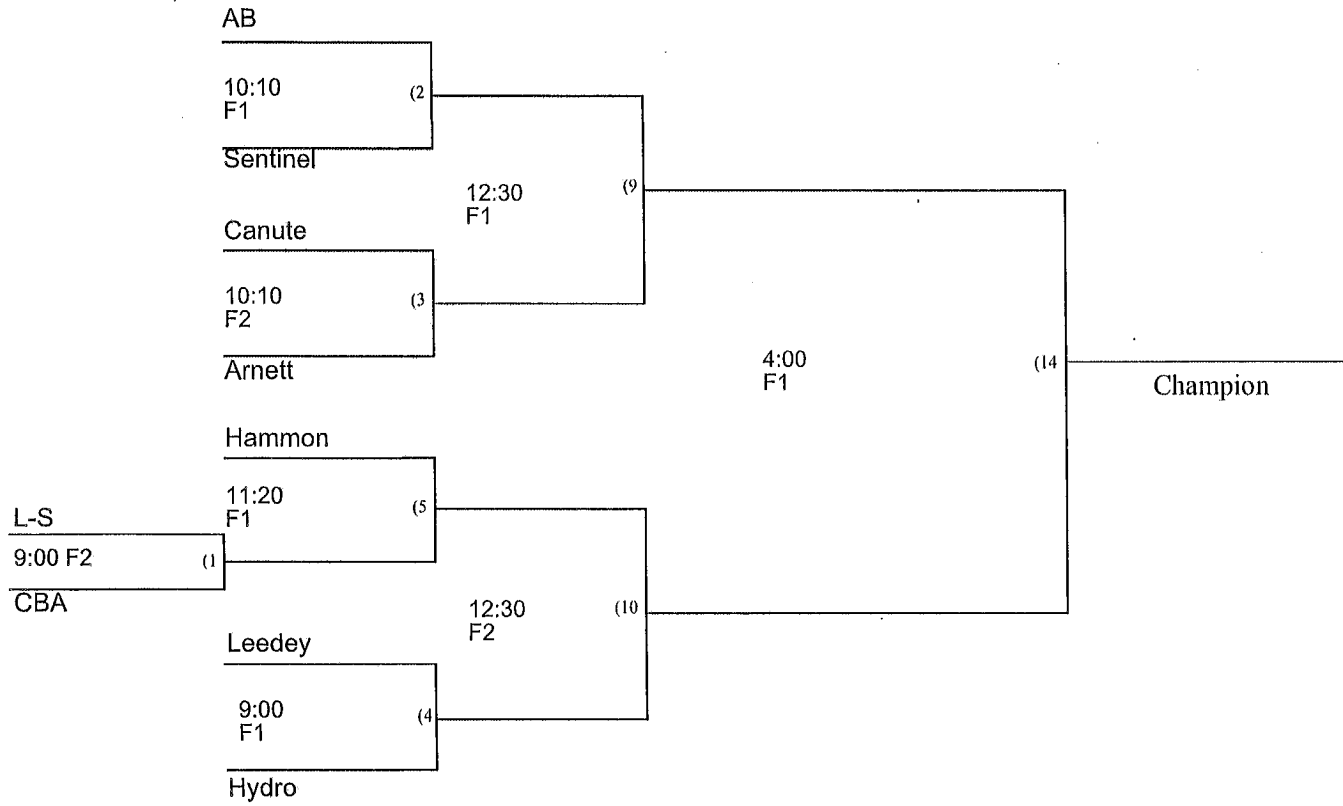 AB
10:10
F1
(2
Sentinel
12:30
F1
(9
Canute
10:10
F2
(3
Arnett
4:00
F1
(14
Champion
Hammon
11:20
F1
(5
L-S
9:00 F2
(1
CBA
12:30
F2
(10
Leedey
9:00
F1
(4
Hydro